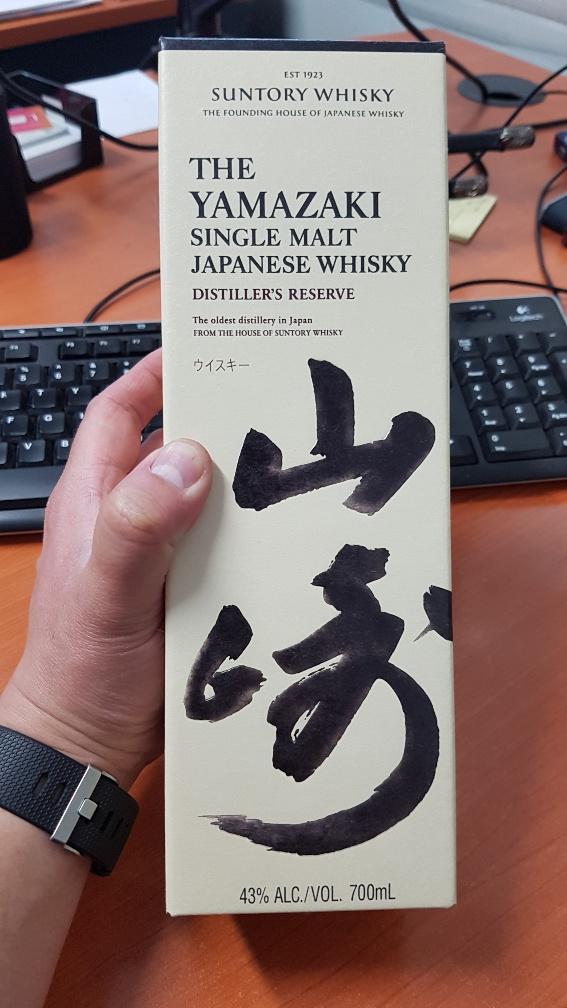 EST 1923
SUNTORY WHISKY
THE FOUNDING HOUSE OF JAPANESE WHISKY
THE
YAMAZAKI
SINGLE MALT
JAPANESE WHISKY
DISTILLER'S RESERVE
The oldest distillery in Japan
FROM THE HOUSE OF SUNTORY WHISKY
ウイスキー
山
崎
43% ALC./VOL. 700mL
Logitech